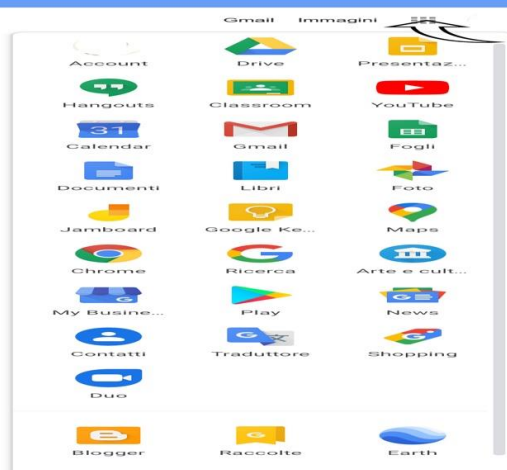 Gmail Immagini
Account Drive Presentaz...
Hangouts Classroom YouTube
31
Calendar Gmail Fogli
Documenti Libri Foto
Jamboard Google Ke... Maps
Chrome Ricerca Arte e cult...
G G
My Busine... Play News
G
Contatti Traduttore Shopping
Duo
Blogger Raccolte Earth